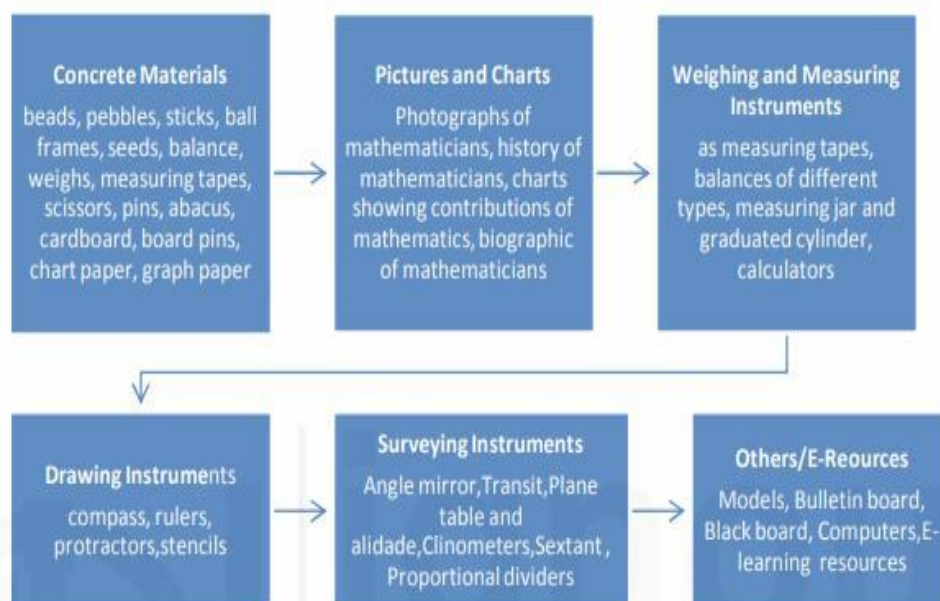 Concrete Materials
beads, pebbles, sticks, ball
frames, seeds, balance,
weighs, measuring tapes,
scissors, pins, abacus,
cardboard, board pins,
chart paper, graph paper
Pictures and Charts
Photographs of
mathematicians, history of
mathematicians, charts
showing contributions of
mathematics, biographic
of mathematicians
Weighing and Measuring
Instruments
as measuring tapes,
balances of different
types, measuring jar and
graduated cylinder,
calculators
Drawing Instruments
compass, rulers,
protractors,stencils
Surveying Instruments
Angle mirror,Transit,Plane
table and
alidade,Clinometers,Sextant,
Proportional dividers
Others/E-Reources
Models, Bulletin board,
Black board, Computers,E-
learning resources